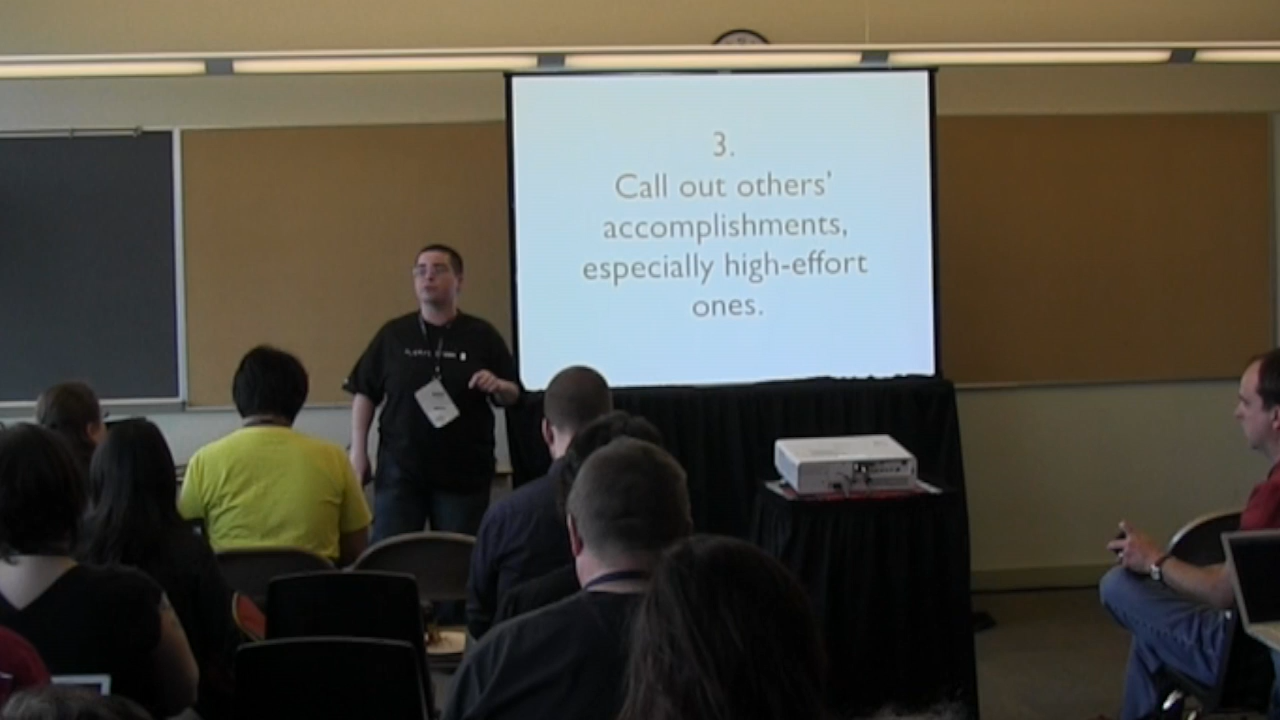 3.
Call out others'
accomplishments,
especially high-effort
ones.